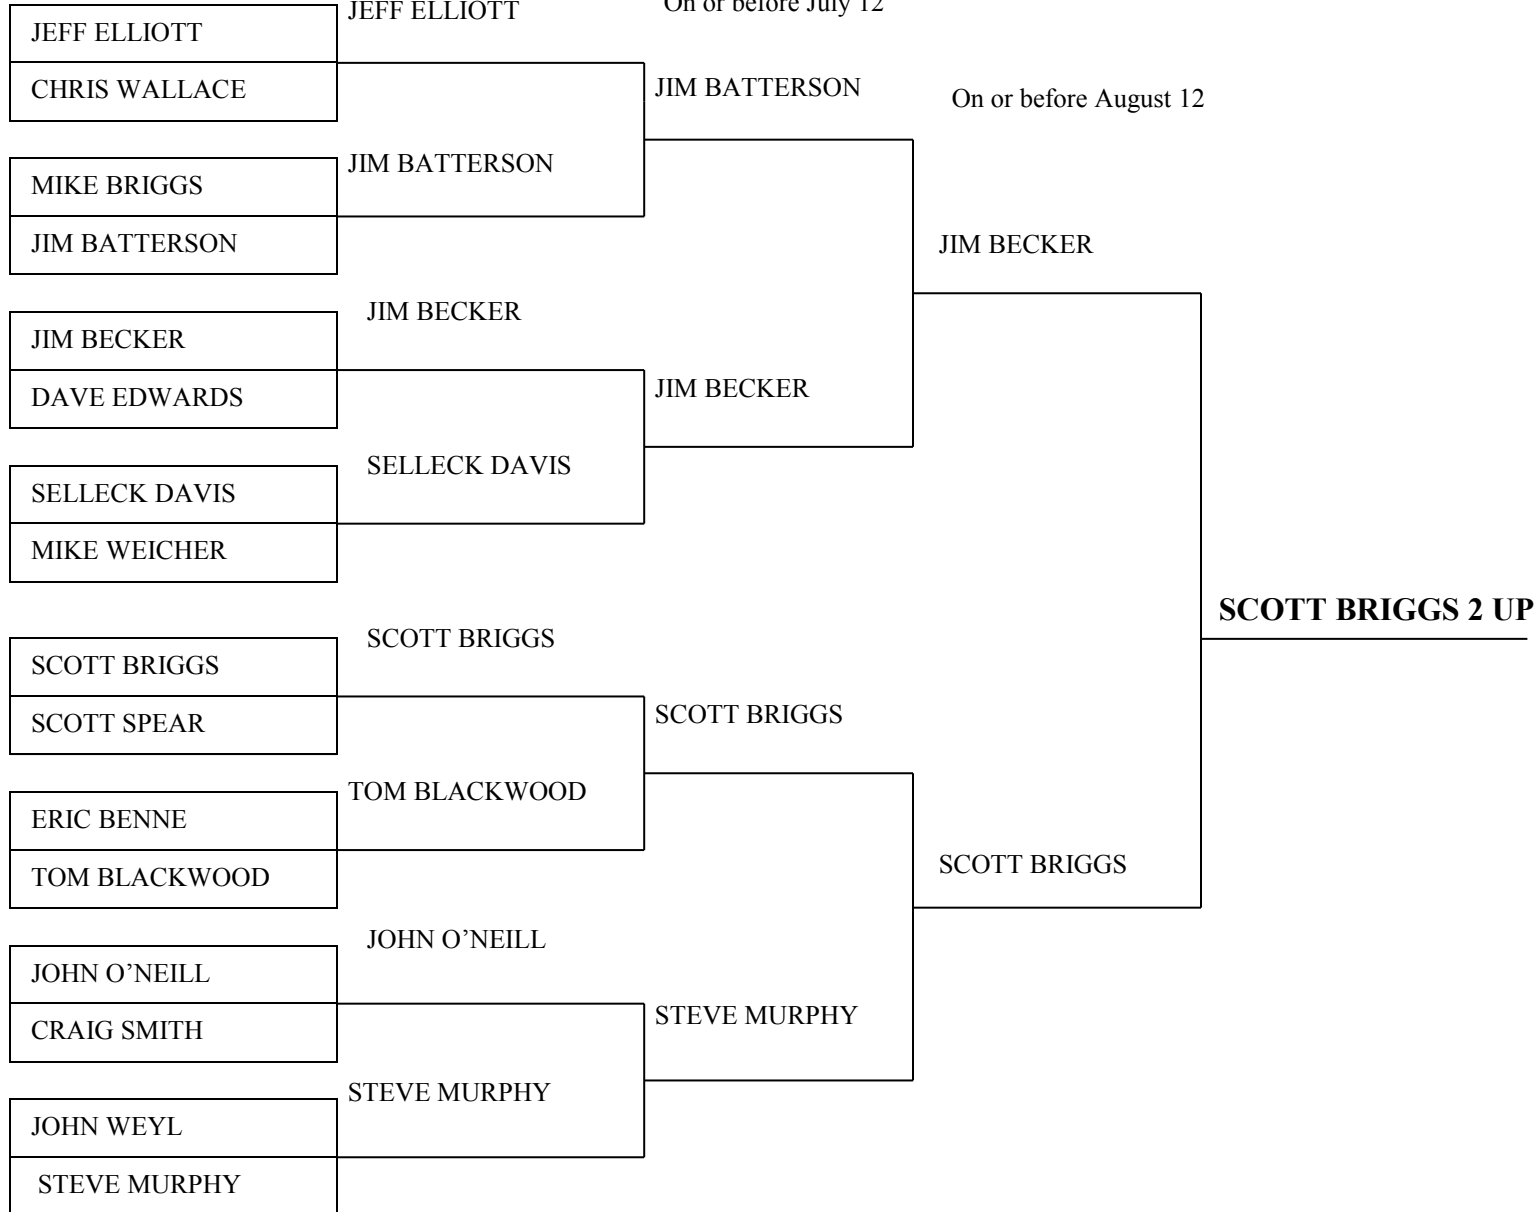 JEFF ELLIOTT
CHRIS WALLACE
MIKE BRIGGS
JIM BATTERSON
JIM BECKER
DAVE EDWARDS
SELLECK DAVIS
MIKE WEICHER
SCOTT BRIGGS
SCOTT SPEAR
ERIC BENNE
TOM BLACKWOOD
JOHN O’NEILL
CRAIG SMITH
JOHN WEYL
STEVE MURPHY
JEFF ELLIOTT
JIM BATTERSON
JIM BECKER
SELLECK DAVIS
SCOTT BRIGGS
TOM BLACKWOOD
JOHN O’NEILL
STEVE MURPHY
On or before July 12
JIM BATTERSON
JIM BECKER
SCOTT BRIGGS
STEVE MURPHY
On or before August 12
JIM BECKER
SCOTT BRIGGS
SCOTT BRIGGS 2 UP